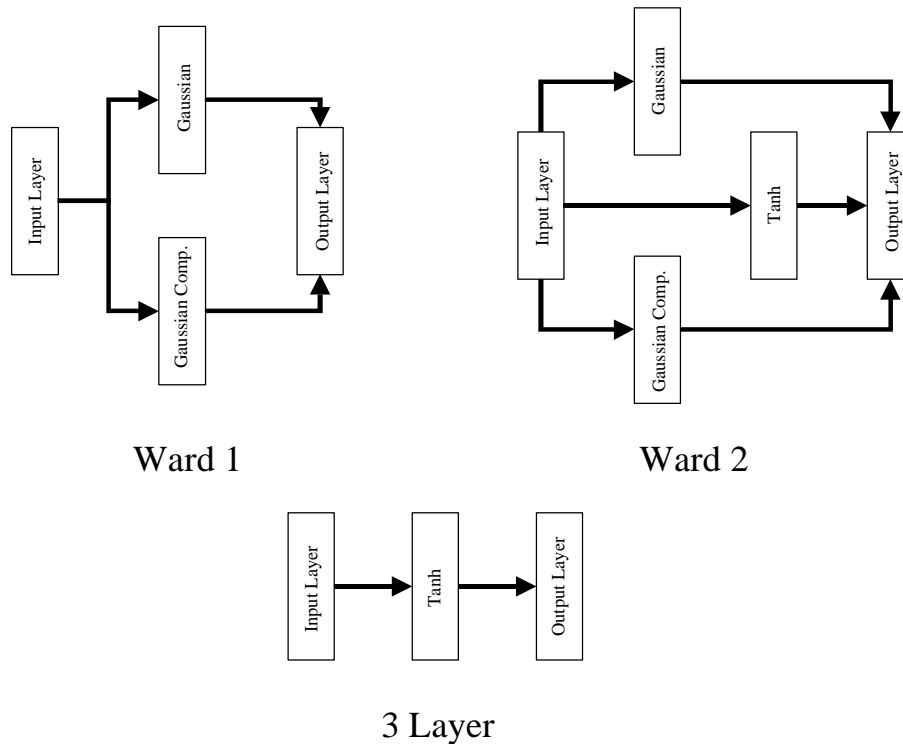 Input Layer
Gaussian
Gaussian Comp.
Output Layer
Ward 1
Input Layer
Gaussian
Tanh
Gaussian Comp.
Output Layer
Ward 2
Input Layer
Tanh
Output Layer
3 Layer